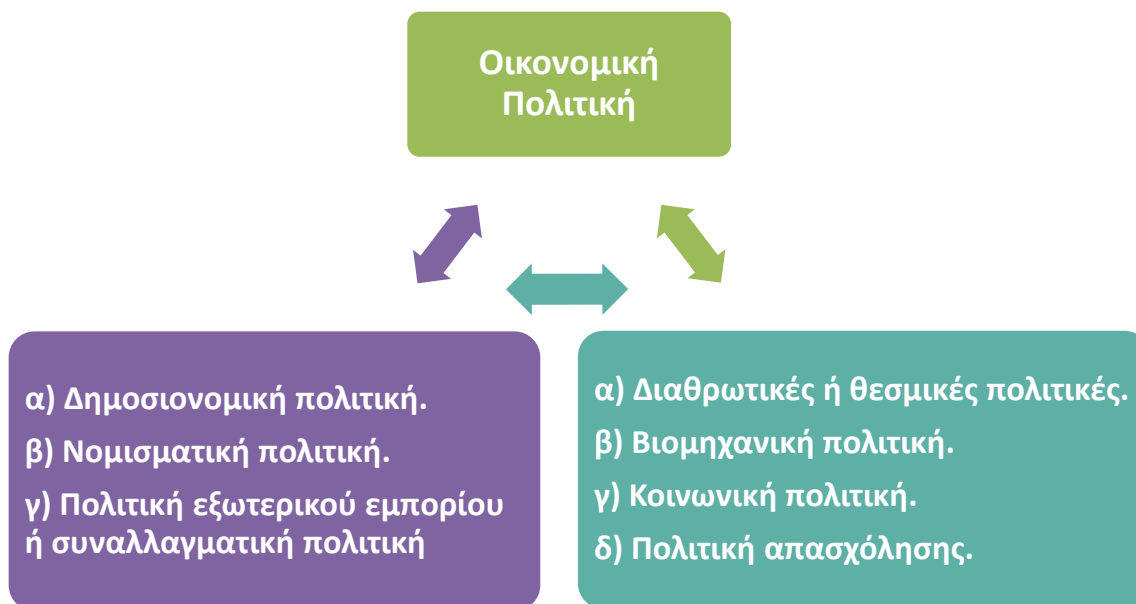 Οικονομική
Πολιτική
α) Δημοσιονομική πολιτική.
β) Νομισματική πολιτική.
γ) Πολιτική εξωτερικού εμπορίου
ή συναλλαγματική πολιτική
α) Διαθρωτικές ή θεσμικές πολιτικές.
β) Βιομηχανική πολιτική.
γ) Κοινωνική πολιτική.
δ) Πολιτική απασχόλησης.